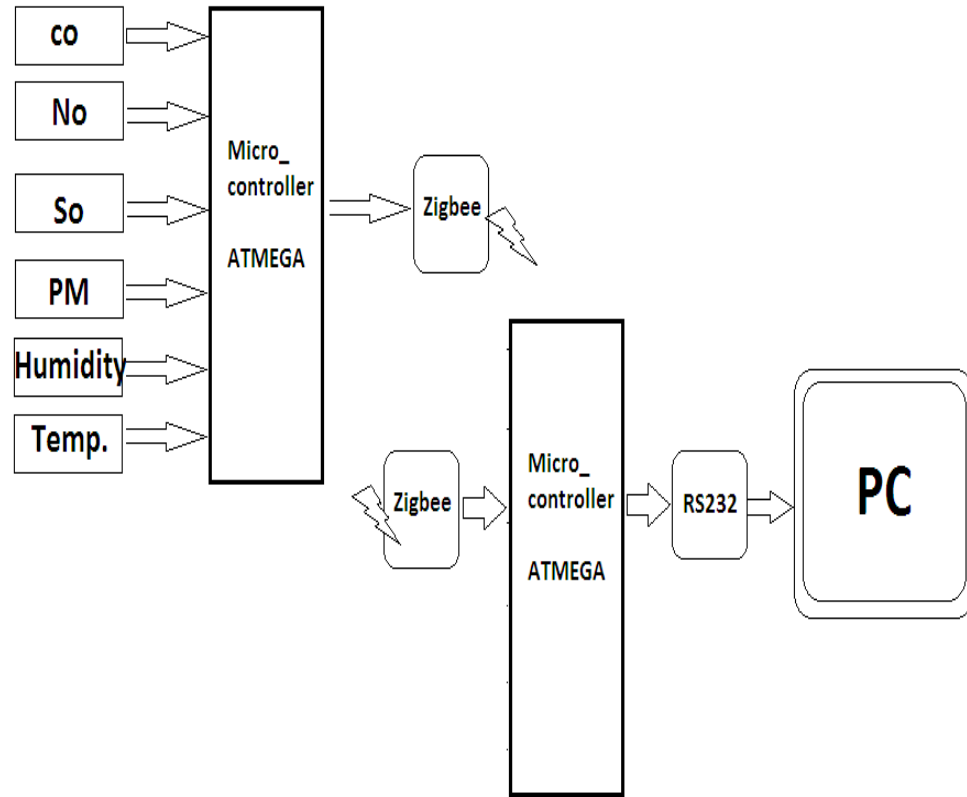 co
No
So
PM
Humidity
Temp.
Micro_
controller
ATMEGA
Zigbee
Zigbee
Micro_
controller
ATMEGA
RS232
PC